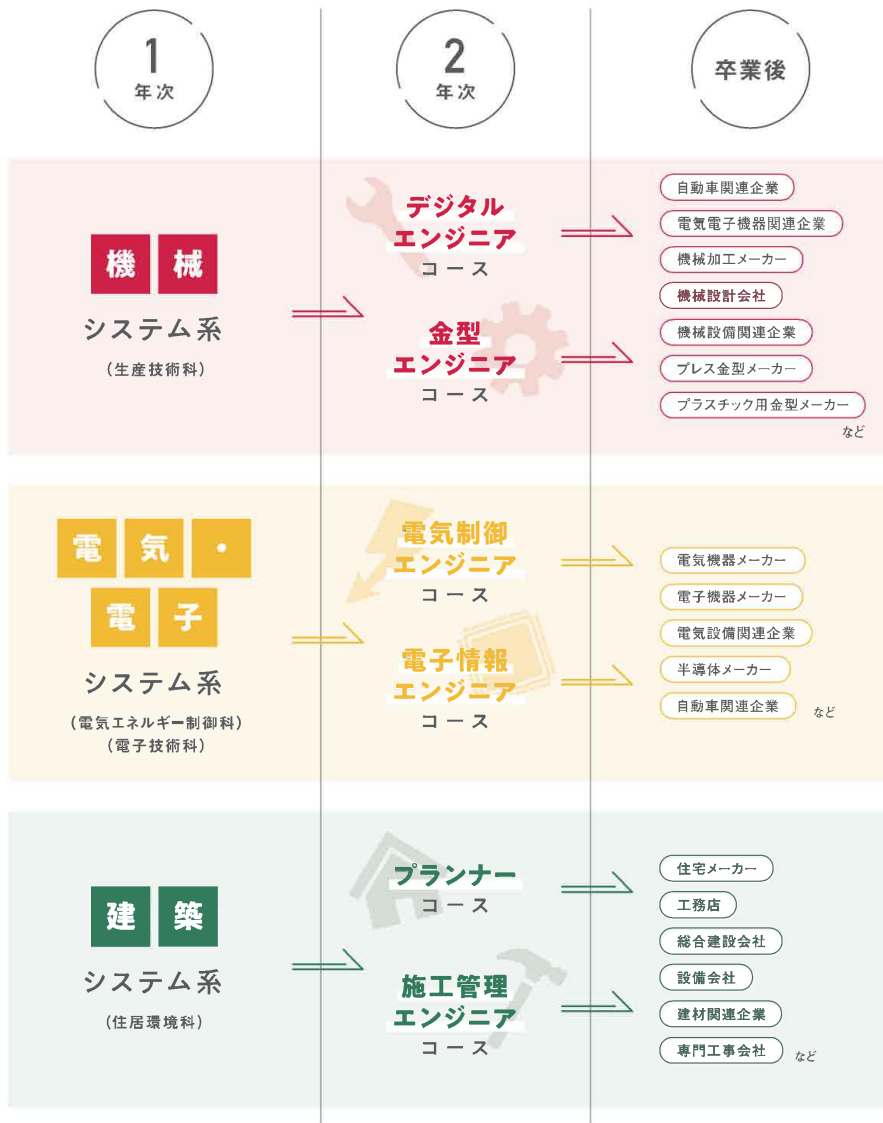 1
年次
2
年次
卒業後
機械
システム系
(生産技術科)
デジタル
エンジニア
コース
金型
エンジニア
コース
自動車関連企業
電気電子機器関連企業
機械加工メーカー
機械設計会社
機械設備関連企業
プレス金型メーカー
プラスチック用金型メーカー
など
電気・
電子
システム系
(電気エネルギー制御科)
(電子技術科)
電気制御
エンジニア
コース
電子情報
エンジニア
コース
電気機器メーカー
電子機器メーカー
電気設備関連企業
半導体メーカー
自動車関連企業
など
建築
システム系
(住居環境科)
プランナー
コース
施工管理
エンジニア
コース
住宅メーカー
工務店
総合建設会社
設備会社
建材関連企業
専門工事会社
など